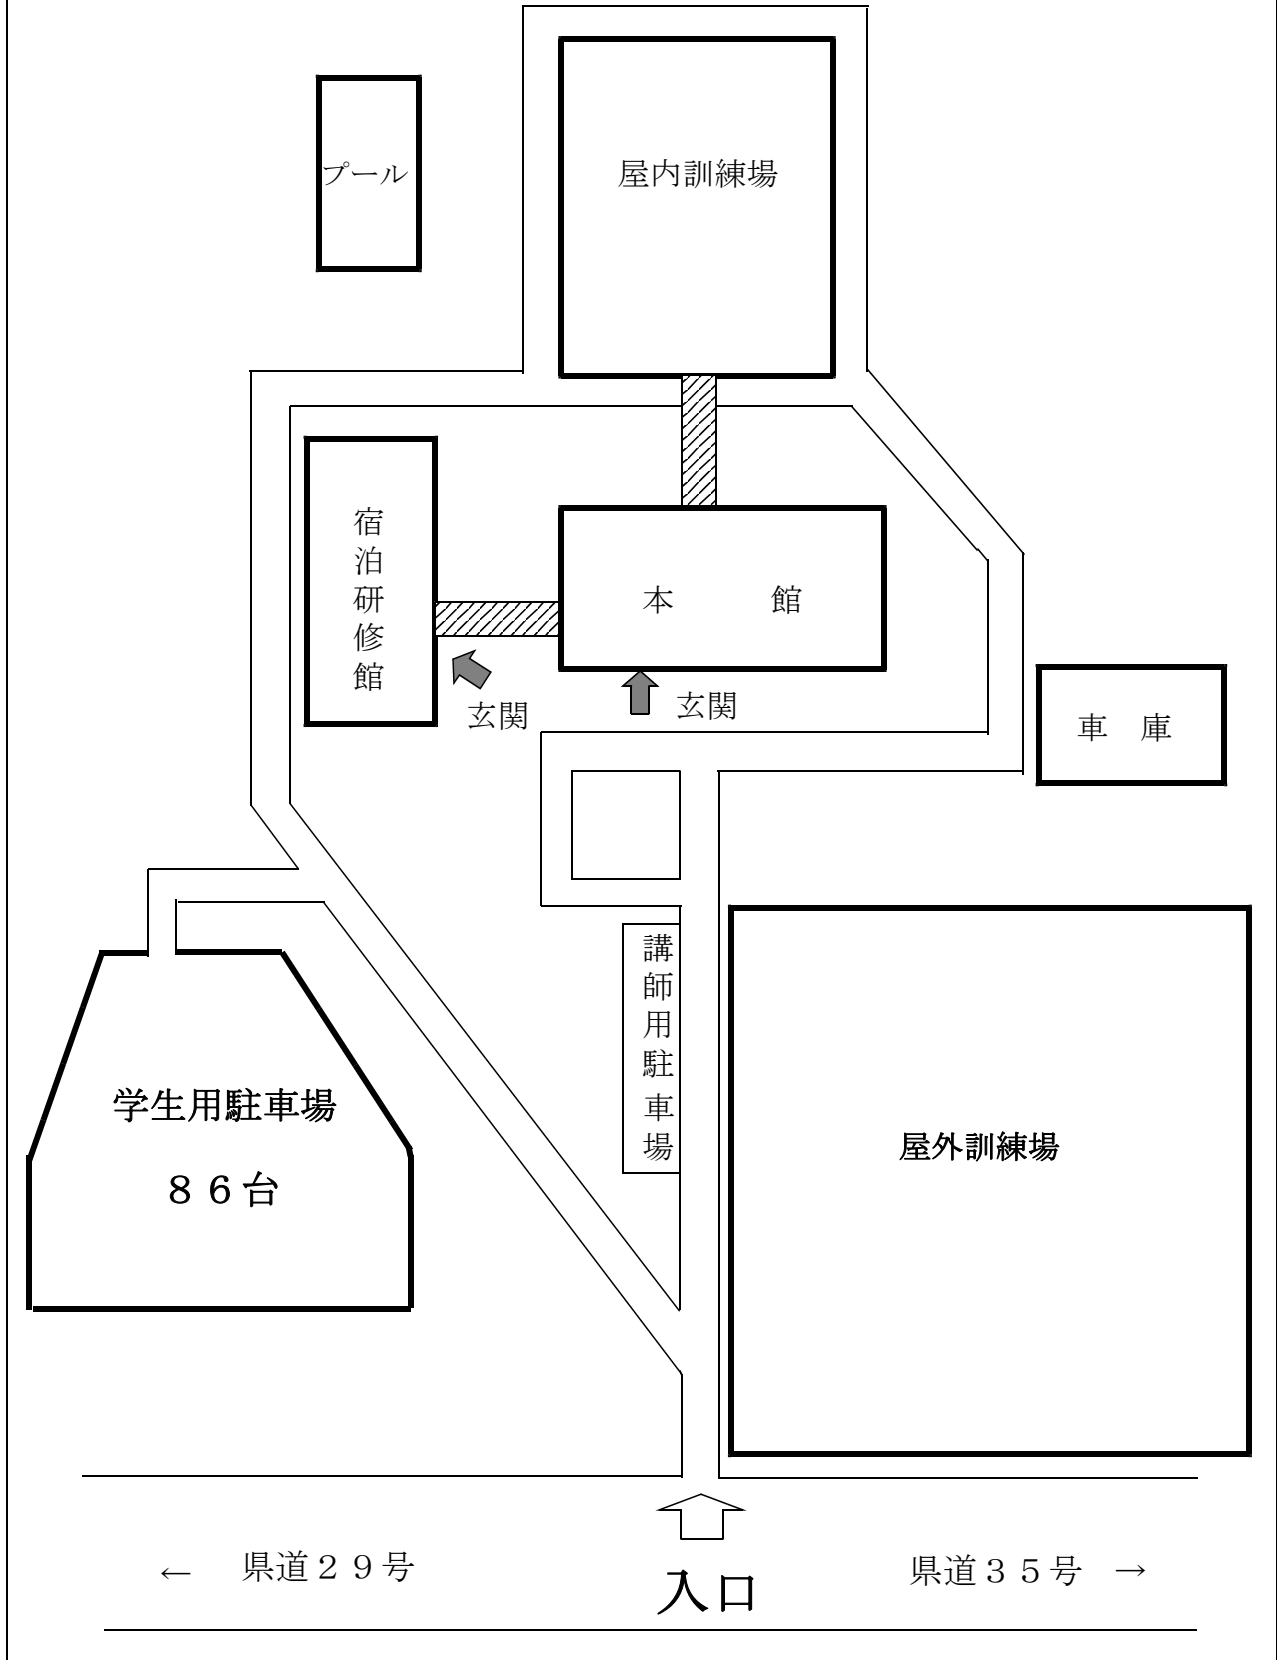 プール
屋内訓練場
宿泊研修館
本　館
玄関
玄関
車　庫
講師用駐車場
学生用駐車場
８６台
屋外訓練場
←　県道２９号
入口
県道３５号　→